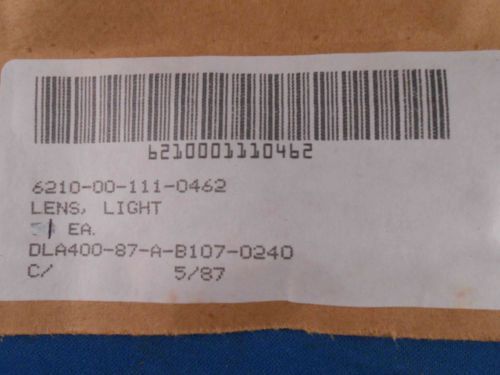 6210001110462
6210-00-111-0462
LENS, LIGHT
EA.
DLA400-87-A-B107-0240
C/ 5/87